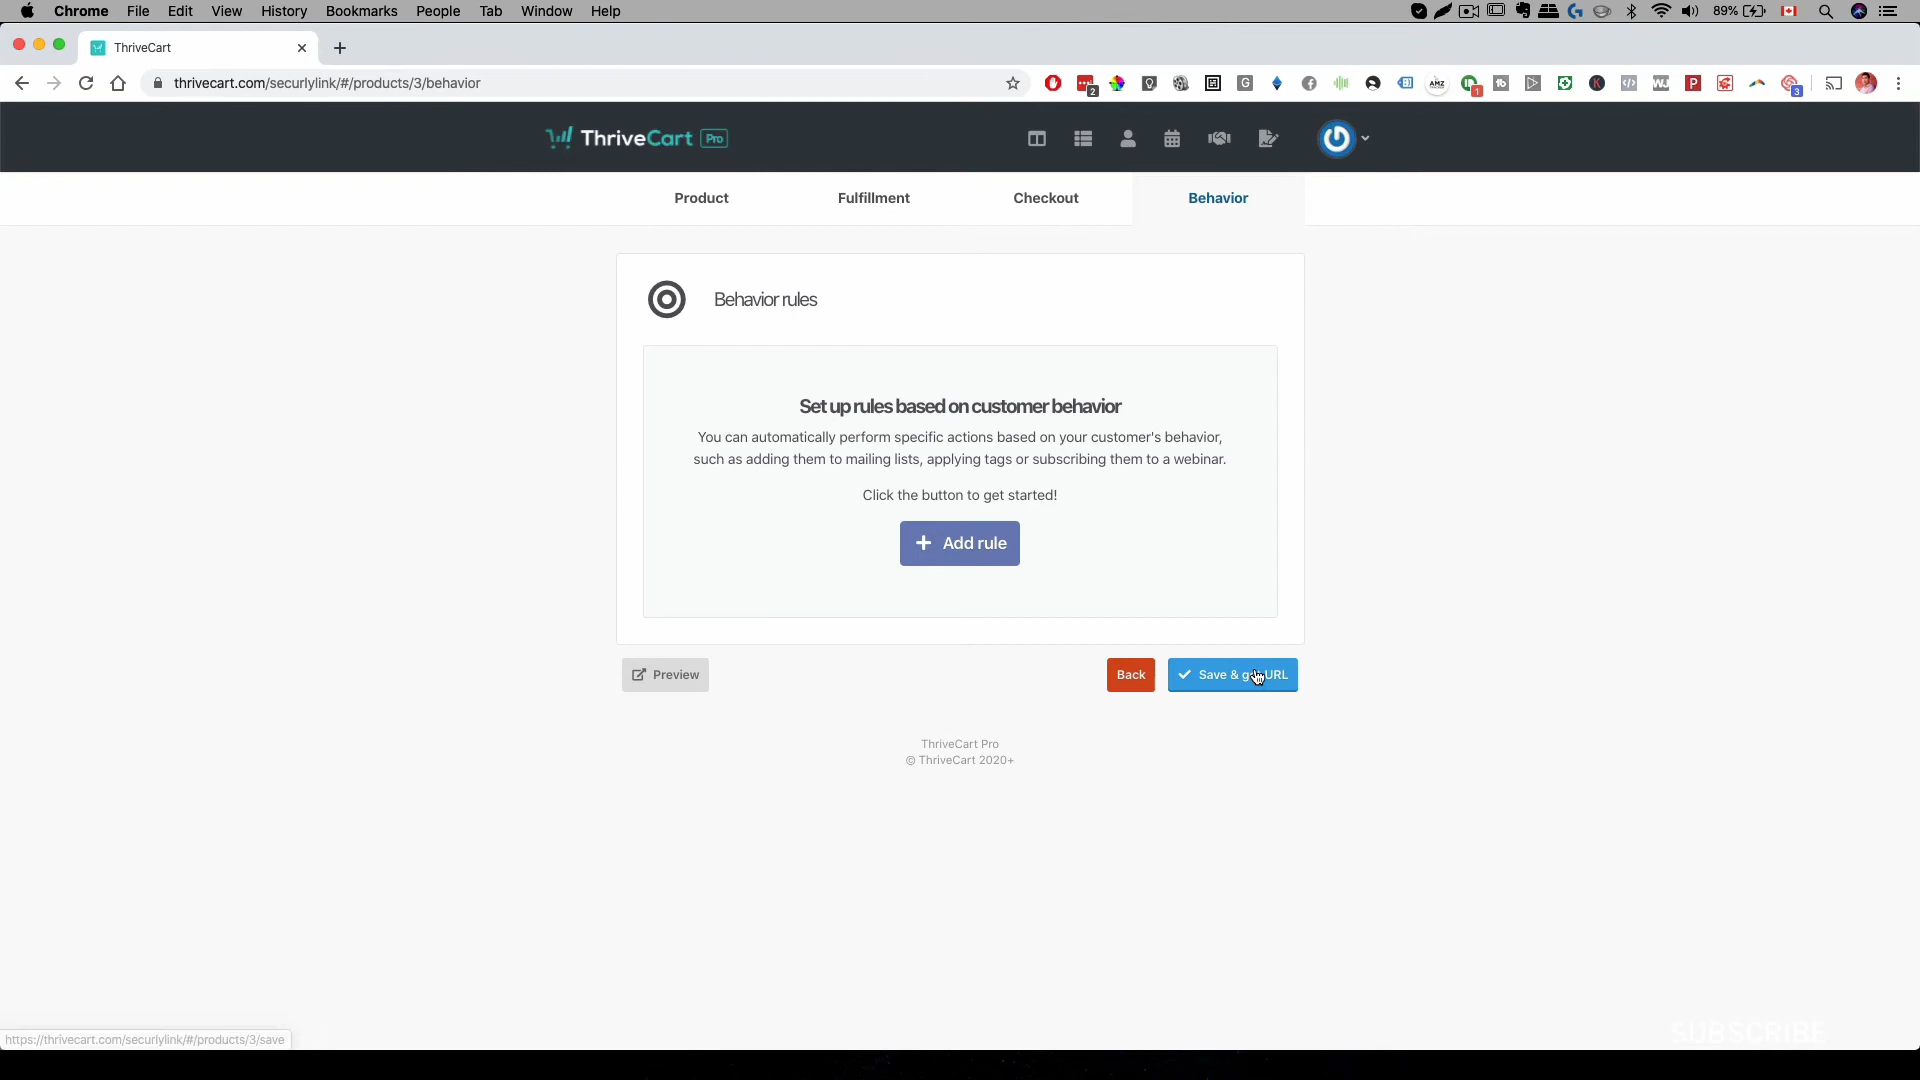 Chrome File Edit View History Bookmarks People Tab Window Help
89%
ThriveCart
thrivecart.com/securlylink/#/products/3/behavior
ThriveCart Pro
Product Fulfillment Checkout Behavior
Behavior rules
Set up rules based on customer behavior
You can automatically perform specific actions based on your customer's behavior,
such as adding them to mailing lists, applying tags or subscribing them to a webinar.
Click the button to get started!
+ Add rule
Preview
Back
Save & g URL
ThriveCart Pro
© ThriveCart 2020+
https://thrivecart.com/securlylink/#/products/3/save
SUBSCRIBE